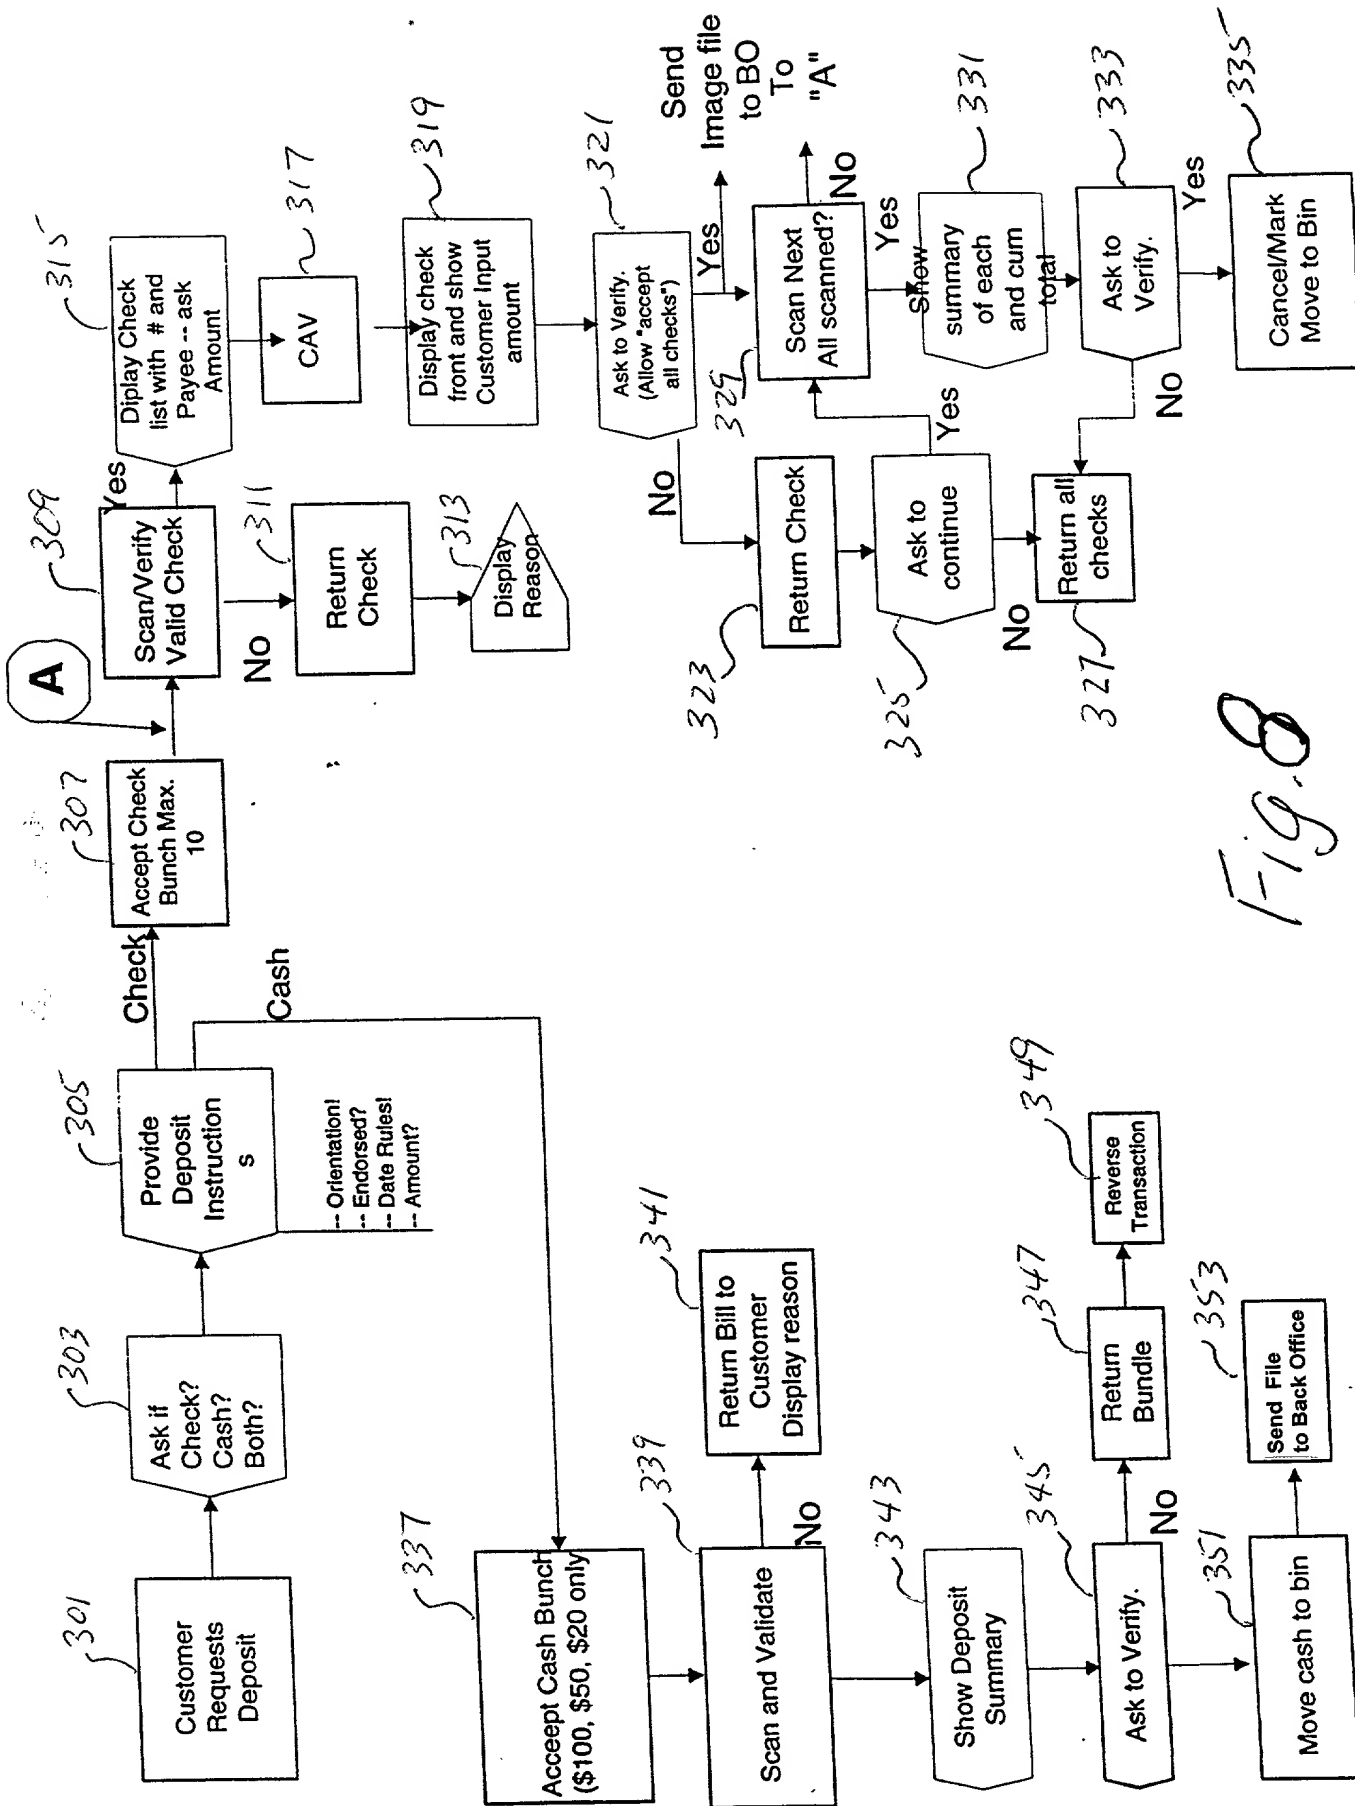 301
Customer
Requests
Deposit
303
Ask if
Check?
Cash?
Both?
305
Provide
Deposit
Instruction
s
-- Orientation!
-- Endorsed?
-- Date Rules!
-- Amount?
Check
Cash
307
Accept Check
Bunch Max.
10
A
309
Scan/Verify
Valid Check
Yes
No
311
Return
Check
313
Display
Reason
315
Diplay Check
list with # and
Payee -- ask
Amount
317
CAV
319
Display check
front and show
Customer Input
amount
321
Ask to Verify.
(Allow "accept
all checks")
Yes
No
Send
Image file
to BO
To
"A"
323
Return Check
325
Ask to
continue
Yes
No
327
Return all
checks
329
Scan Next
All scanned?
No
Yes
331
Show
summary
of each
and cum
total
333
Ask to
Verify.
No
Yes
335
Cancel/Mark
Move to Bin
337
Acceept Cash Bunch
($100, $50, $20 only)
339
Scan and Validate
No
341
Return Bill to
Customer
Display reason
343
Show Deposit
Summary
345
Ask to Verify.
No
347
Return
Bundle
349
Reverse
Transaction
351
Move cash to bin
353
Send File
to Back Office
Fig. 8